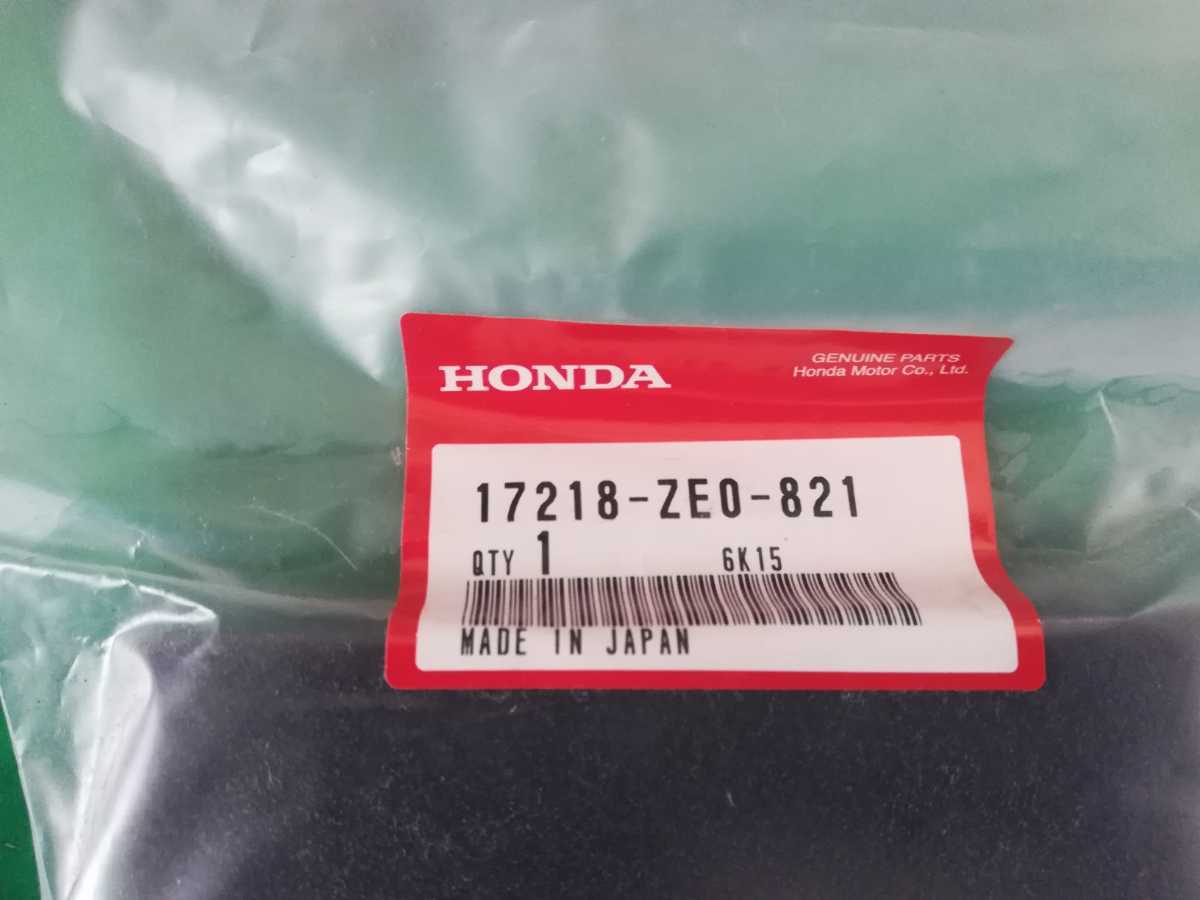 HONDA
GENUINE PARTS
Honda Motor Co., Ltd.
17218-ZE0-821
QTY 1 6K15
MADE IN JAPAN